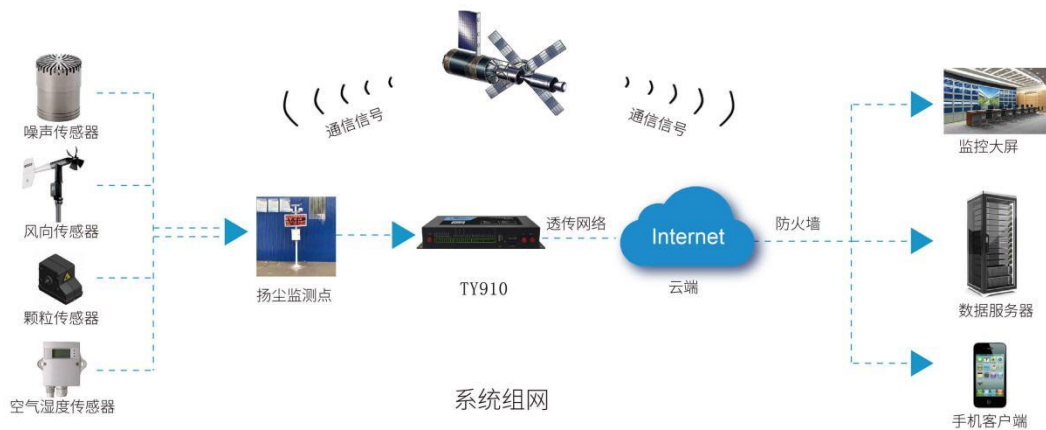 噪声传感器
风向传感器
颗粒传感器
空气湿度传感器
扬尘监测点
通信信号
通信信号
TY910
透传网络
Internet
云端
防火墙
监控大屏
数据服务器
手机客户端
系统组网